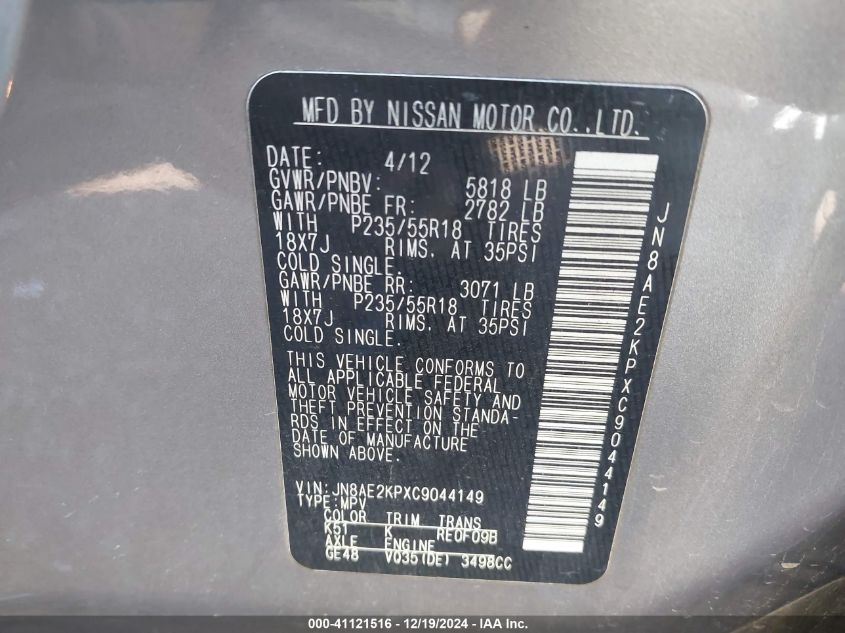 MFD BY NISSAN MOTOR CO.,LTD.
DATE: 4/12
GVWR/PNBV: 5818 LB
GAWR/PNBE FR: 2782 LB
WITH P235/55R18 TIRES
18X7J RIMS. AT 35PSI
COLD SINGLE.
GAWR/PNBE RR: 3071 LB
WITH P235/55R18 TIRES
18X7J RIMS. AT 35PSI
COLD SINGLE.
THIS VEHICLE CONFORMS TO
ALL APPLICABLE FEDERAL
MOTOR VEHICLE SAFETY AND
THEFT PREVENTION STANDA-
RDS IN EFFECT ON THE
DATE OF MANUFACTURE
SHOWN ABOVE.
VIN:JN8AE2KPXC9044149
TYPE:MPV
COLOR TRIM TRANS
K51 K RE0F09B
AXLE ENGINE
GE48 VQ35(DE) 3498CC
JN8AE2KPXC9044149
000-41121516 - 12/19/2024 - IAA Inc.